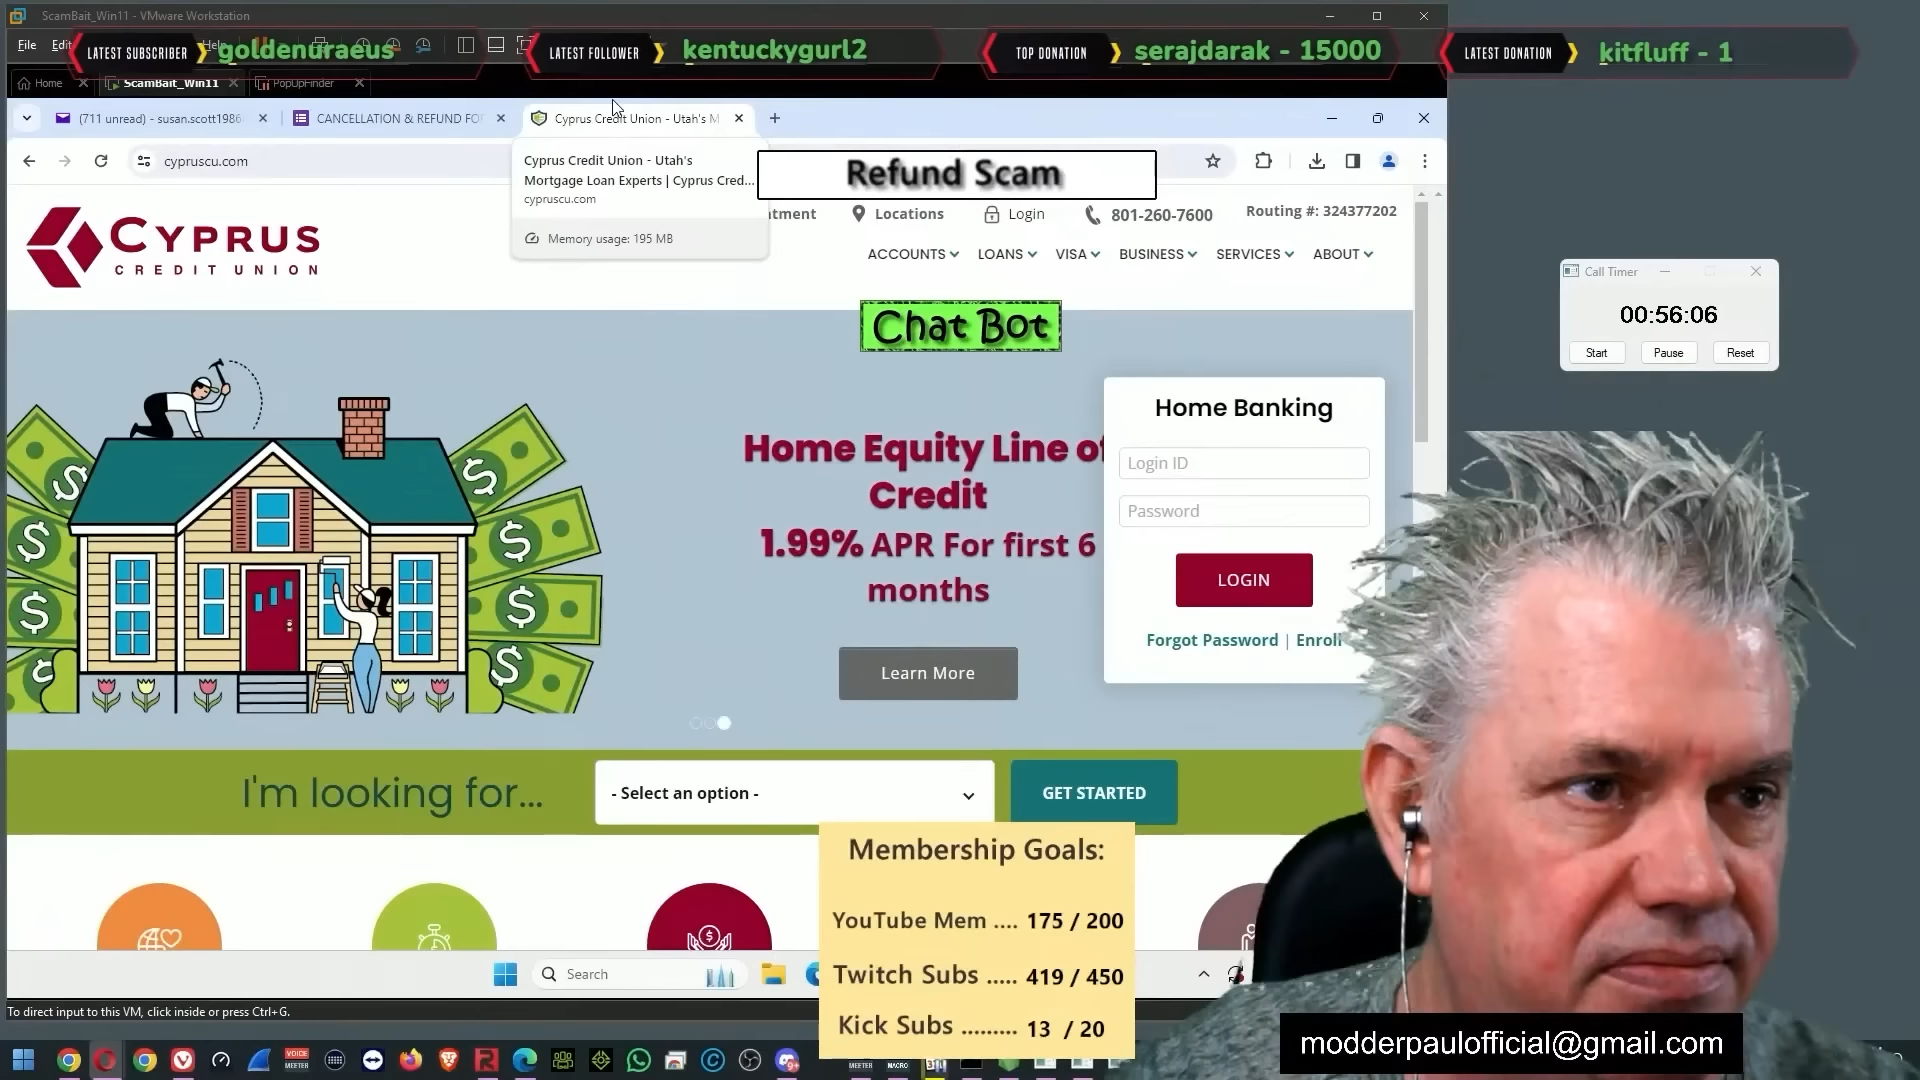 ScamBait_Win11 - VMware Workstation
File
LATEST SUBSCRIBER
goldenuraeus
LATEST FOLLOWER
kentuckygurl2
TOP DONATION
serajdarak - 15000
LATEST DONATION
kitfluff - 1
Home
ScamBait_Win11
PopUpFinder
(711 unread) - susan.scott1986
CANCELLATION & REFUND FO
Cyprus Credit Union - Utah's M
cypruscu.com
Cyprus Credit Union - Utah's
Mortgage Loan Experts | Cyprus Cred...
cypruscu.com
Memory usage: 195 MB
Refund Scam
Locations
Login
801-260-7600
Routing #: 324377202
CYPRUS
CREDIT UNION
ACCOUNTS
LOANS
VISA
BUSINESS
SERVICES
ABOUT
Call Timer
00:56:06
Start
Pause
Reset
Chat Bot
Home Equity Line of
Credit
1.99% APR For first 6
months
Learn More
Home Banking
Login ID
Password
LOGIN
Forgot Password | Enroll
I'm looking for...
- Select an option -
GET STARTED
Membership Goals:
YouTube Mem .... 175 / 200
Twitch Subs ..... 419 / 450
Kick Subs ......... 13 / 20
Search
To direct input to this VM, click inside or press Ctrl+G.
VOICE
MEETER
MEETER
MACRO
modderpaulofficial@gmail.com